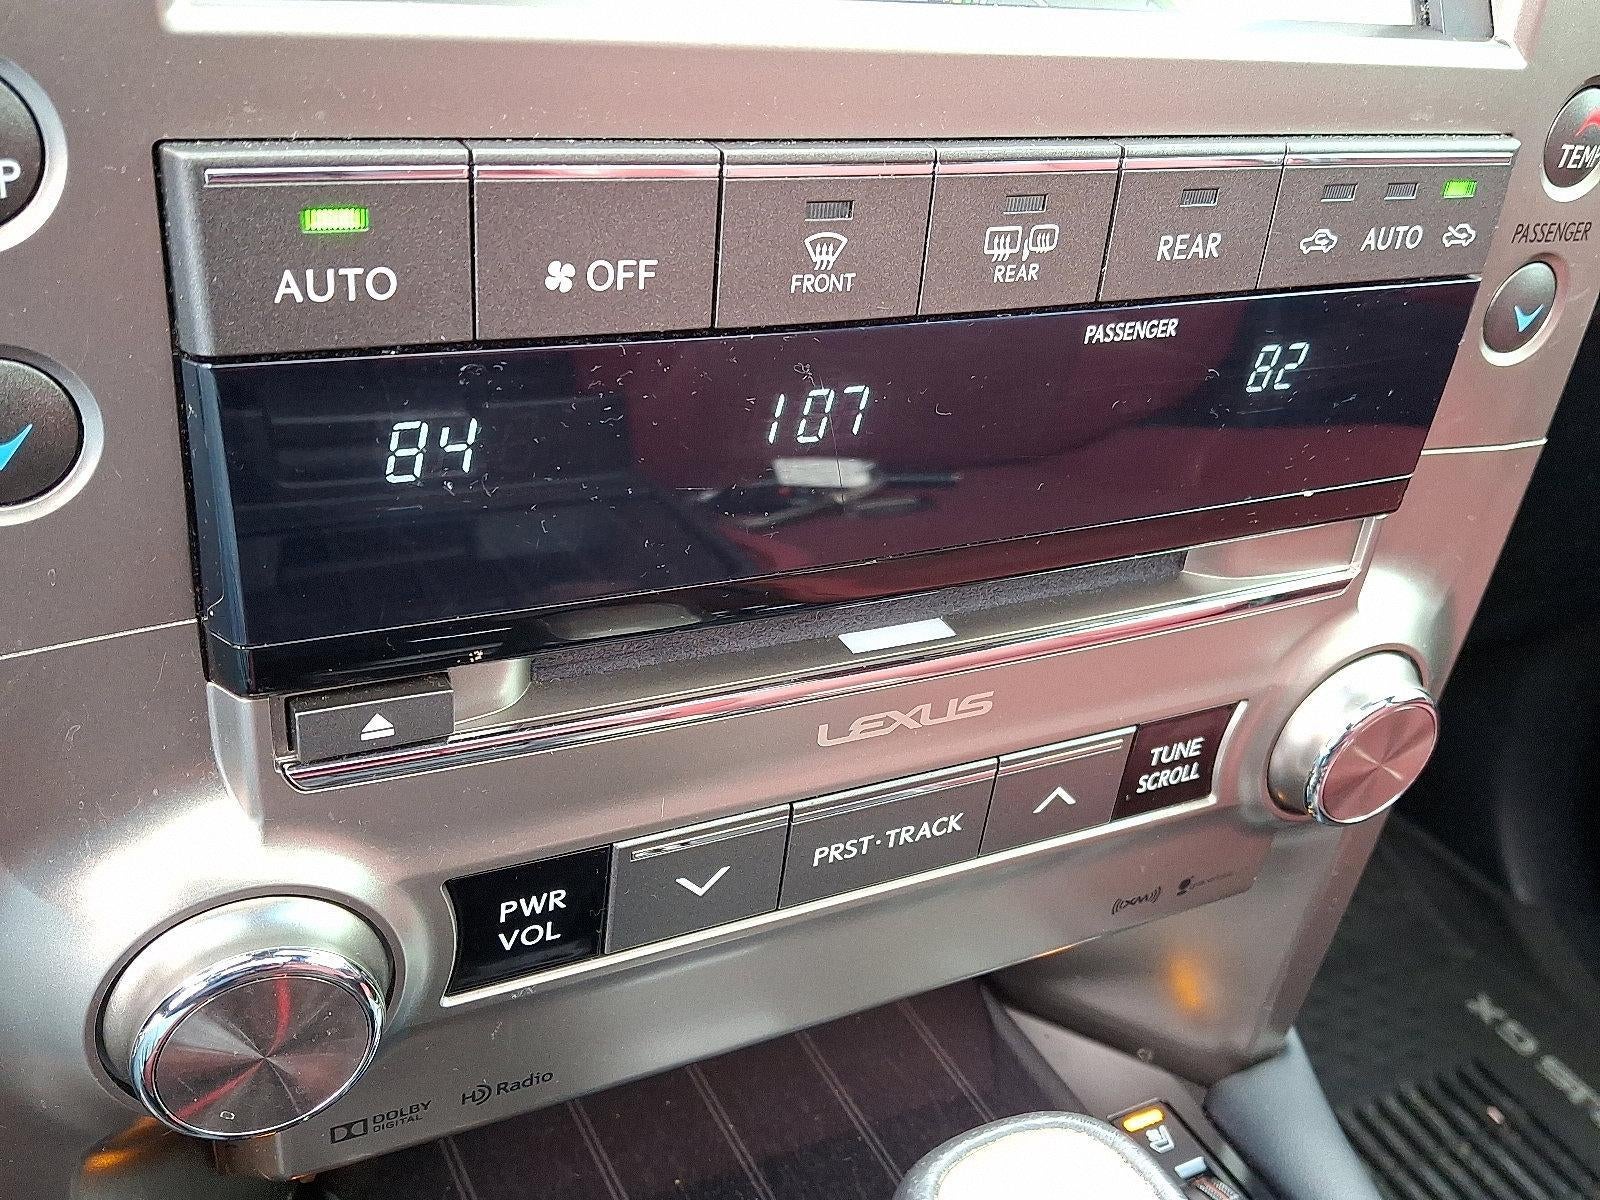 P
TEMP
AUTO
OFF
FRONT
REAR
REAR
AUTO
PASSENGER
PASSENGER
84
107
82
LEXUS
TUNE
SCROLL
PRST·TRACK
PWR
VOL
((XM))
DOLBY
DIGITAL
HD Radio